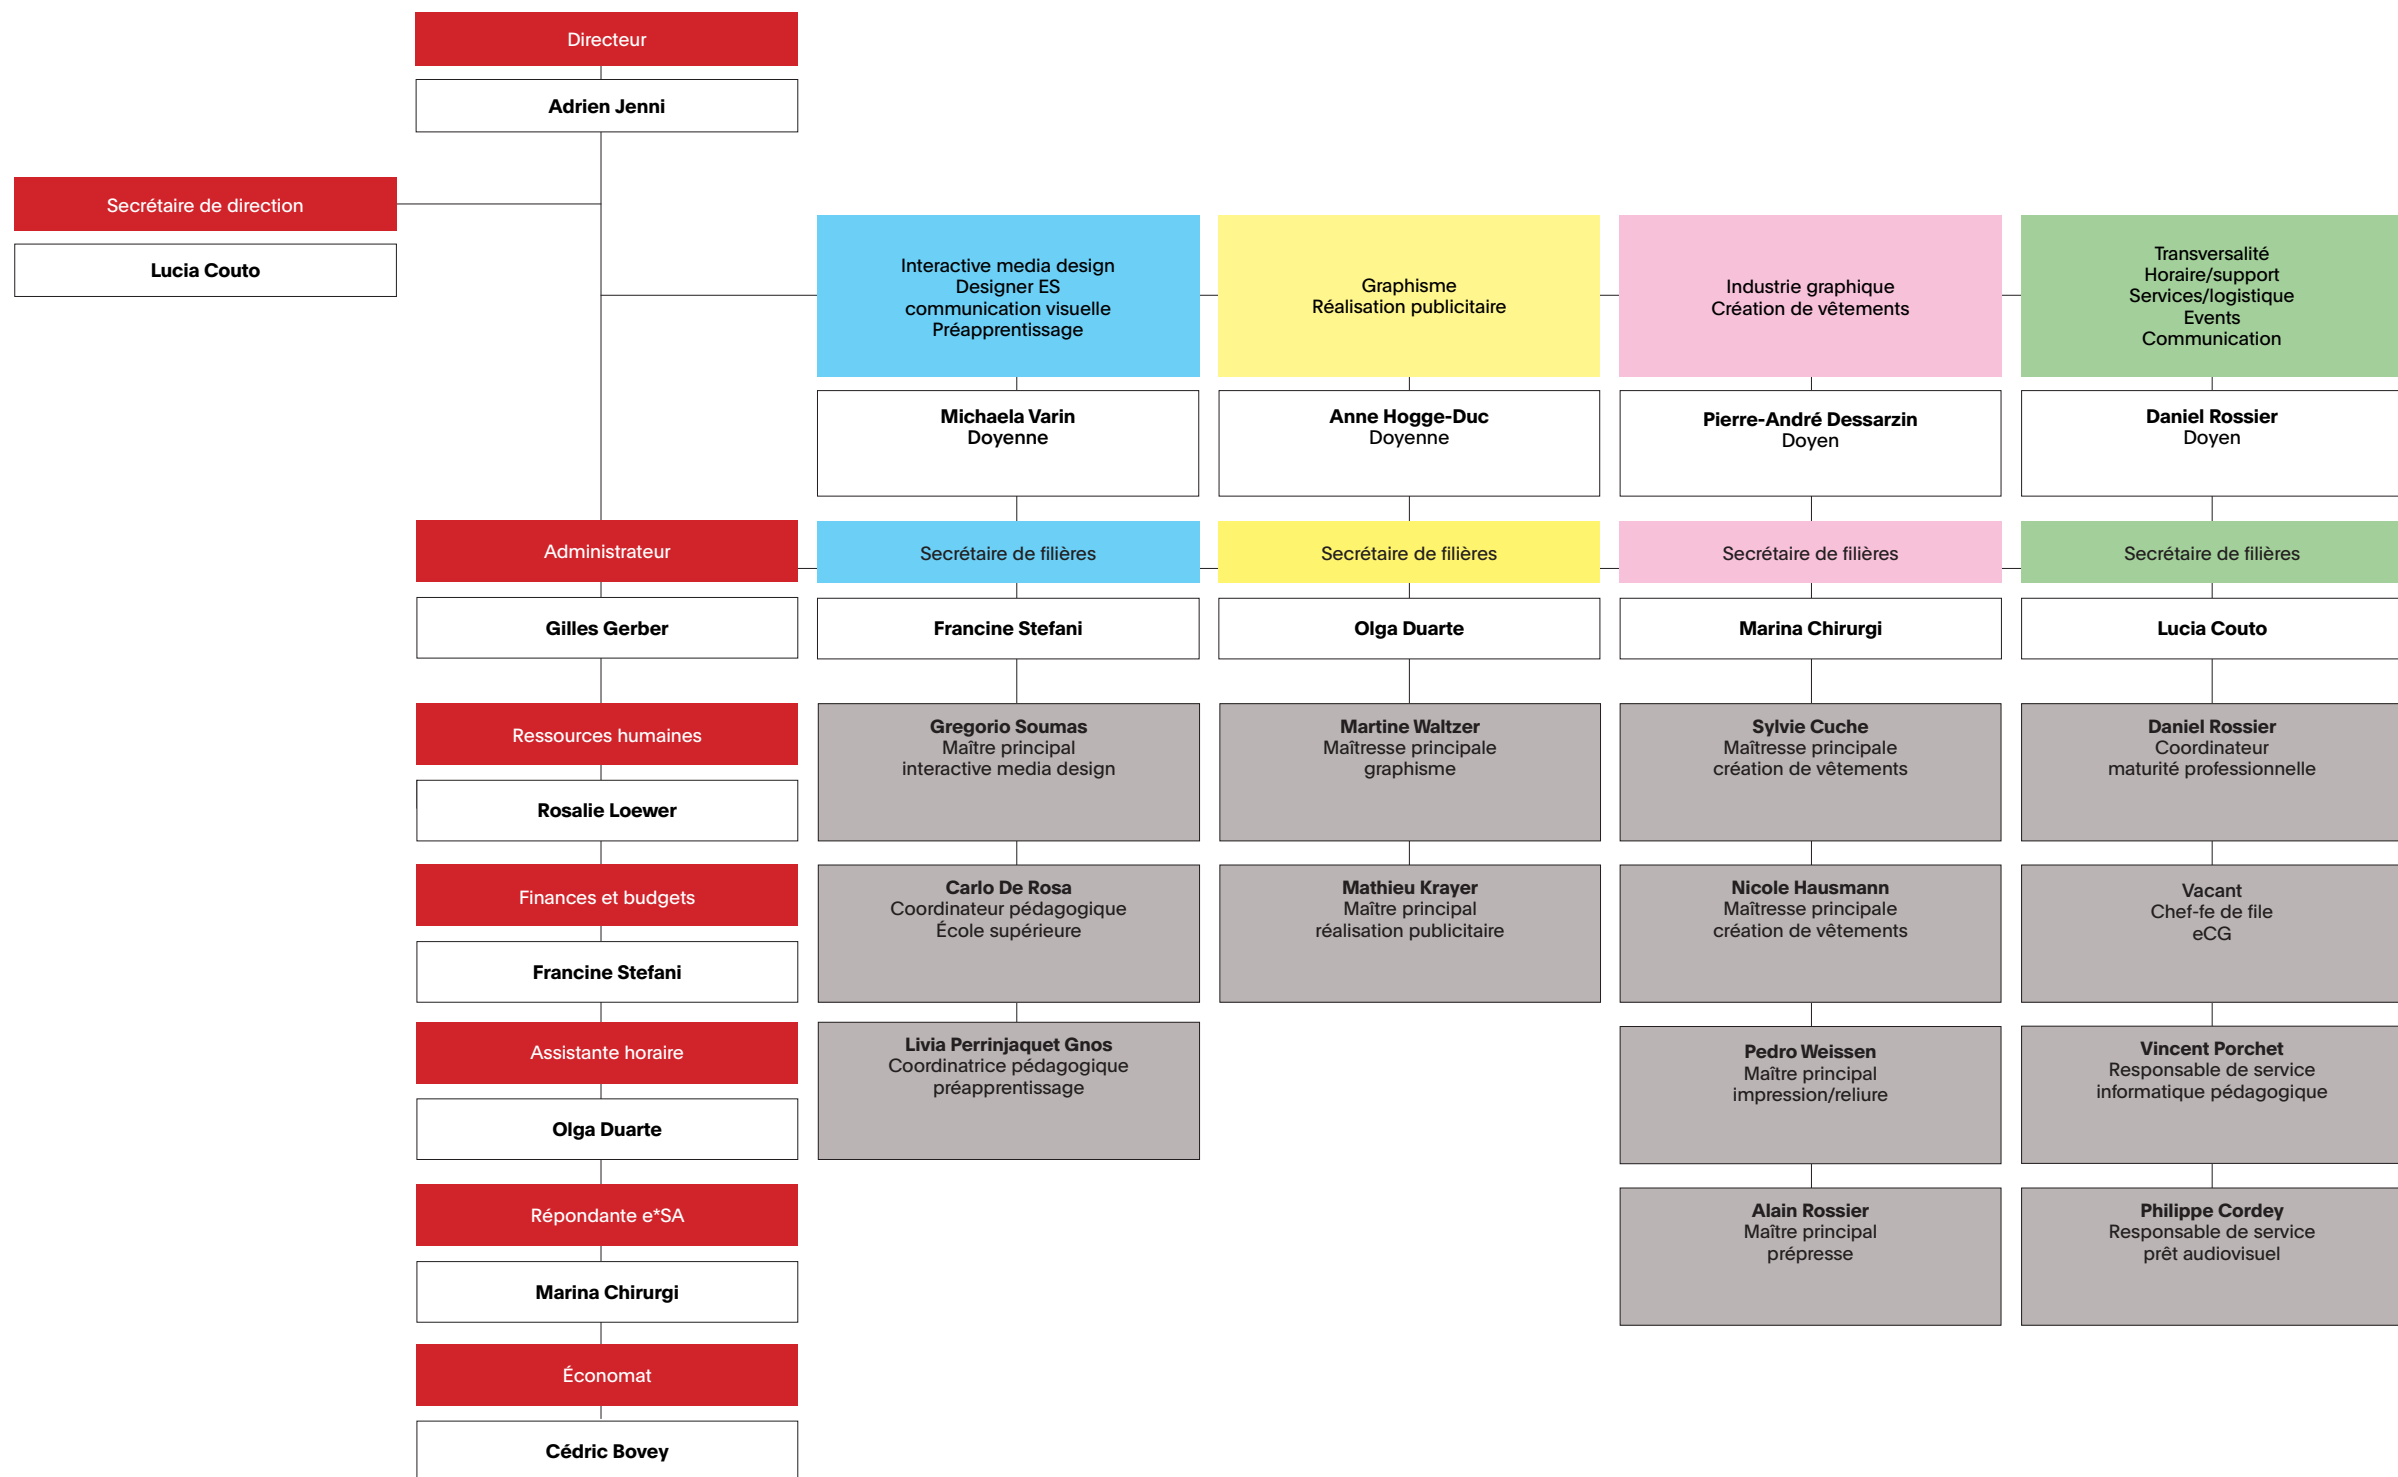 Directeur
Adrien Jenni
Secrétaire de direction
Lucia Couto
Interactive media design
Designer ES
communication visuelle
Préapprentissage
Graphisme
Réalisation publicitaire
Industrie graphique
Création de vêtements
Transversalité
Horaire/support
Services/logistique
Events
Communication
Michaela Varin
Doyenne
Anne Hogge-Duc
Doyenne
Pierre-André Dessarzin
Doyen
Daniel Rossier
Doyen
Administrateur
Secrétaire de filières
Secrétaire de filières
Secrétaire de filières
Secrétaire de filières
Gilles Gerber
Francine Stefani
Olga Duarte
Marina Chirurgi
Lucia Couto
Ressources humaines
Rosalie Loewer
Gregorio Soumas
Maître principal
interactive media design
Martine Waltzer
Maîtresse principale
graphisme
Sylvie Cuche
Maîtresse principale
création de vêtements
Daniel Rossier
Coordinateur
maturité professionnelle
Finances et budgets
Francine Stefani
Carlo De Rosa
Coordinateur pédagogique
École supérieure
Mathieu Krayer
Maître principal
réalisation publicitaire
Nicole Hausmann
Maîtresse principale
création de vêtements
Vacant
Chef-fe de file
eCG
Assistante horaire
Olga Duarte
Livia Perrinjaquet Gnos
Coordinatrice pédagogique
préapprentissage
Pedro Weissen
Maître principal
impression/reliure
Vincent Porchet
Responsable de service
informatique pédagogique
Répondante e*SA
Marina Chirurgi
Alain Rossier
Maître principal
prépresse
Philippe Cordey
Responsable de service
prêt audiovisuel
Économat
Cédric Bovey